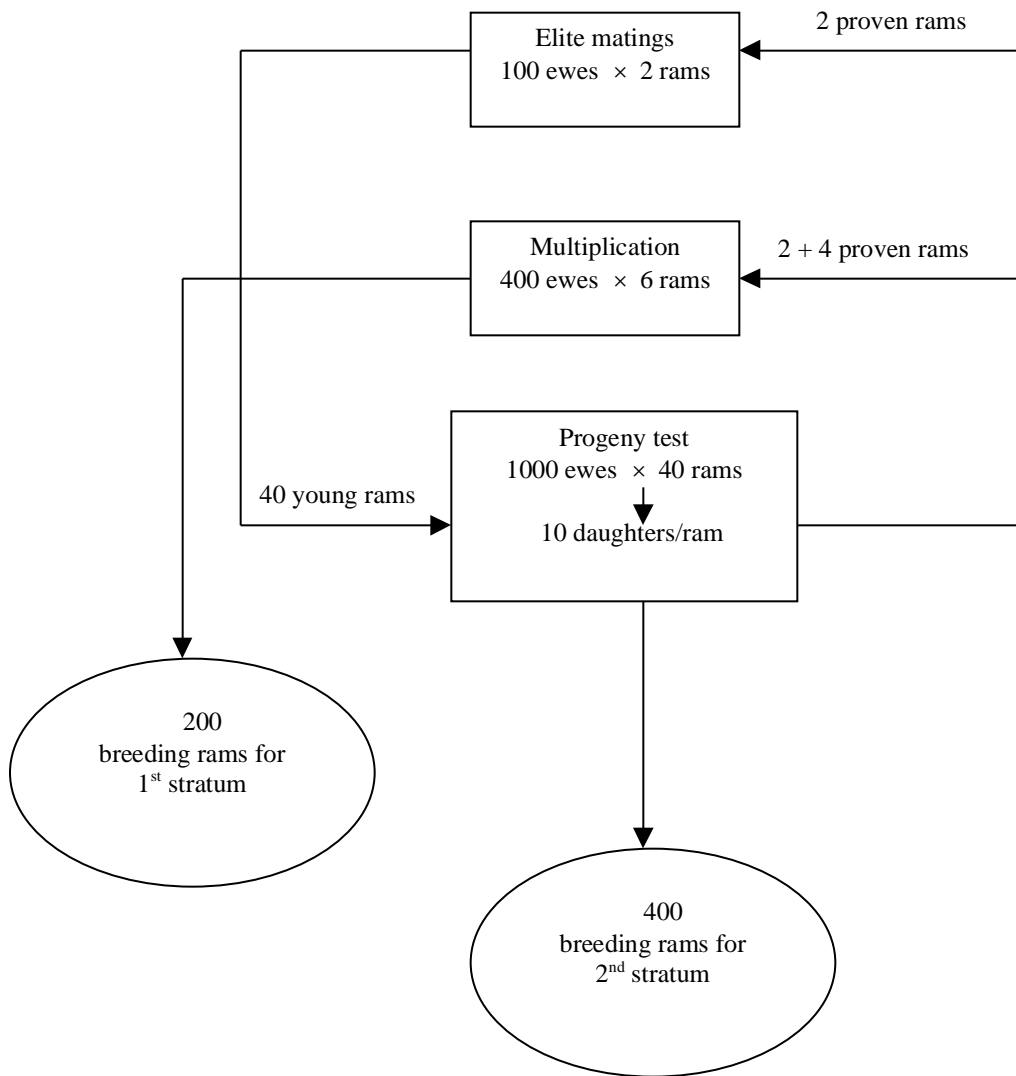 2 proven rams
Elite matings
100 ewes × 2 rams
2 + 4 proven rams
Multiplication
400 ewes × 6 rams
Progeny test
1000 ewes × 40 rams
40 young rams
10 daughters/ram
200
breeding rams for
1st stratum
400
breeding rams for
2nd stratum